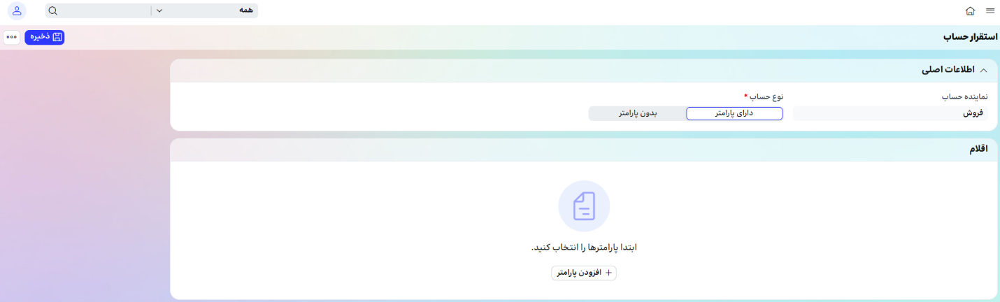 همه
ذخیره
استقرار حساب
اطلاعات اصلی
نماینده حساب
فروش
نوع حساب *
دارای پارامتر
بدون پارامتر
اقلام
ابتدا پارامترها را انتخاب کنید.
افزودن پارامتر